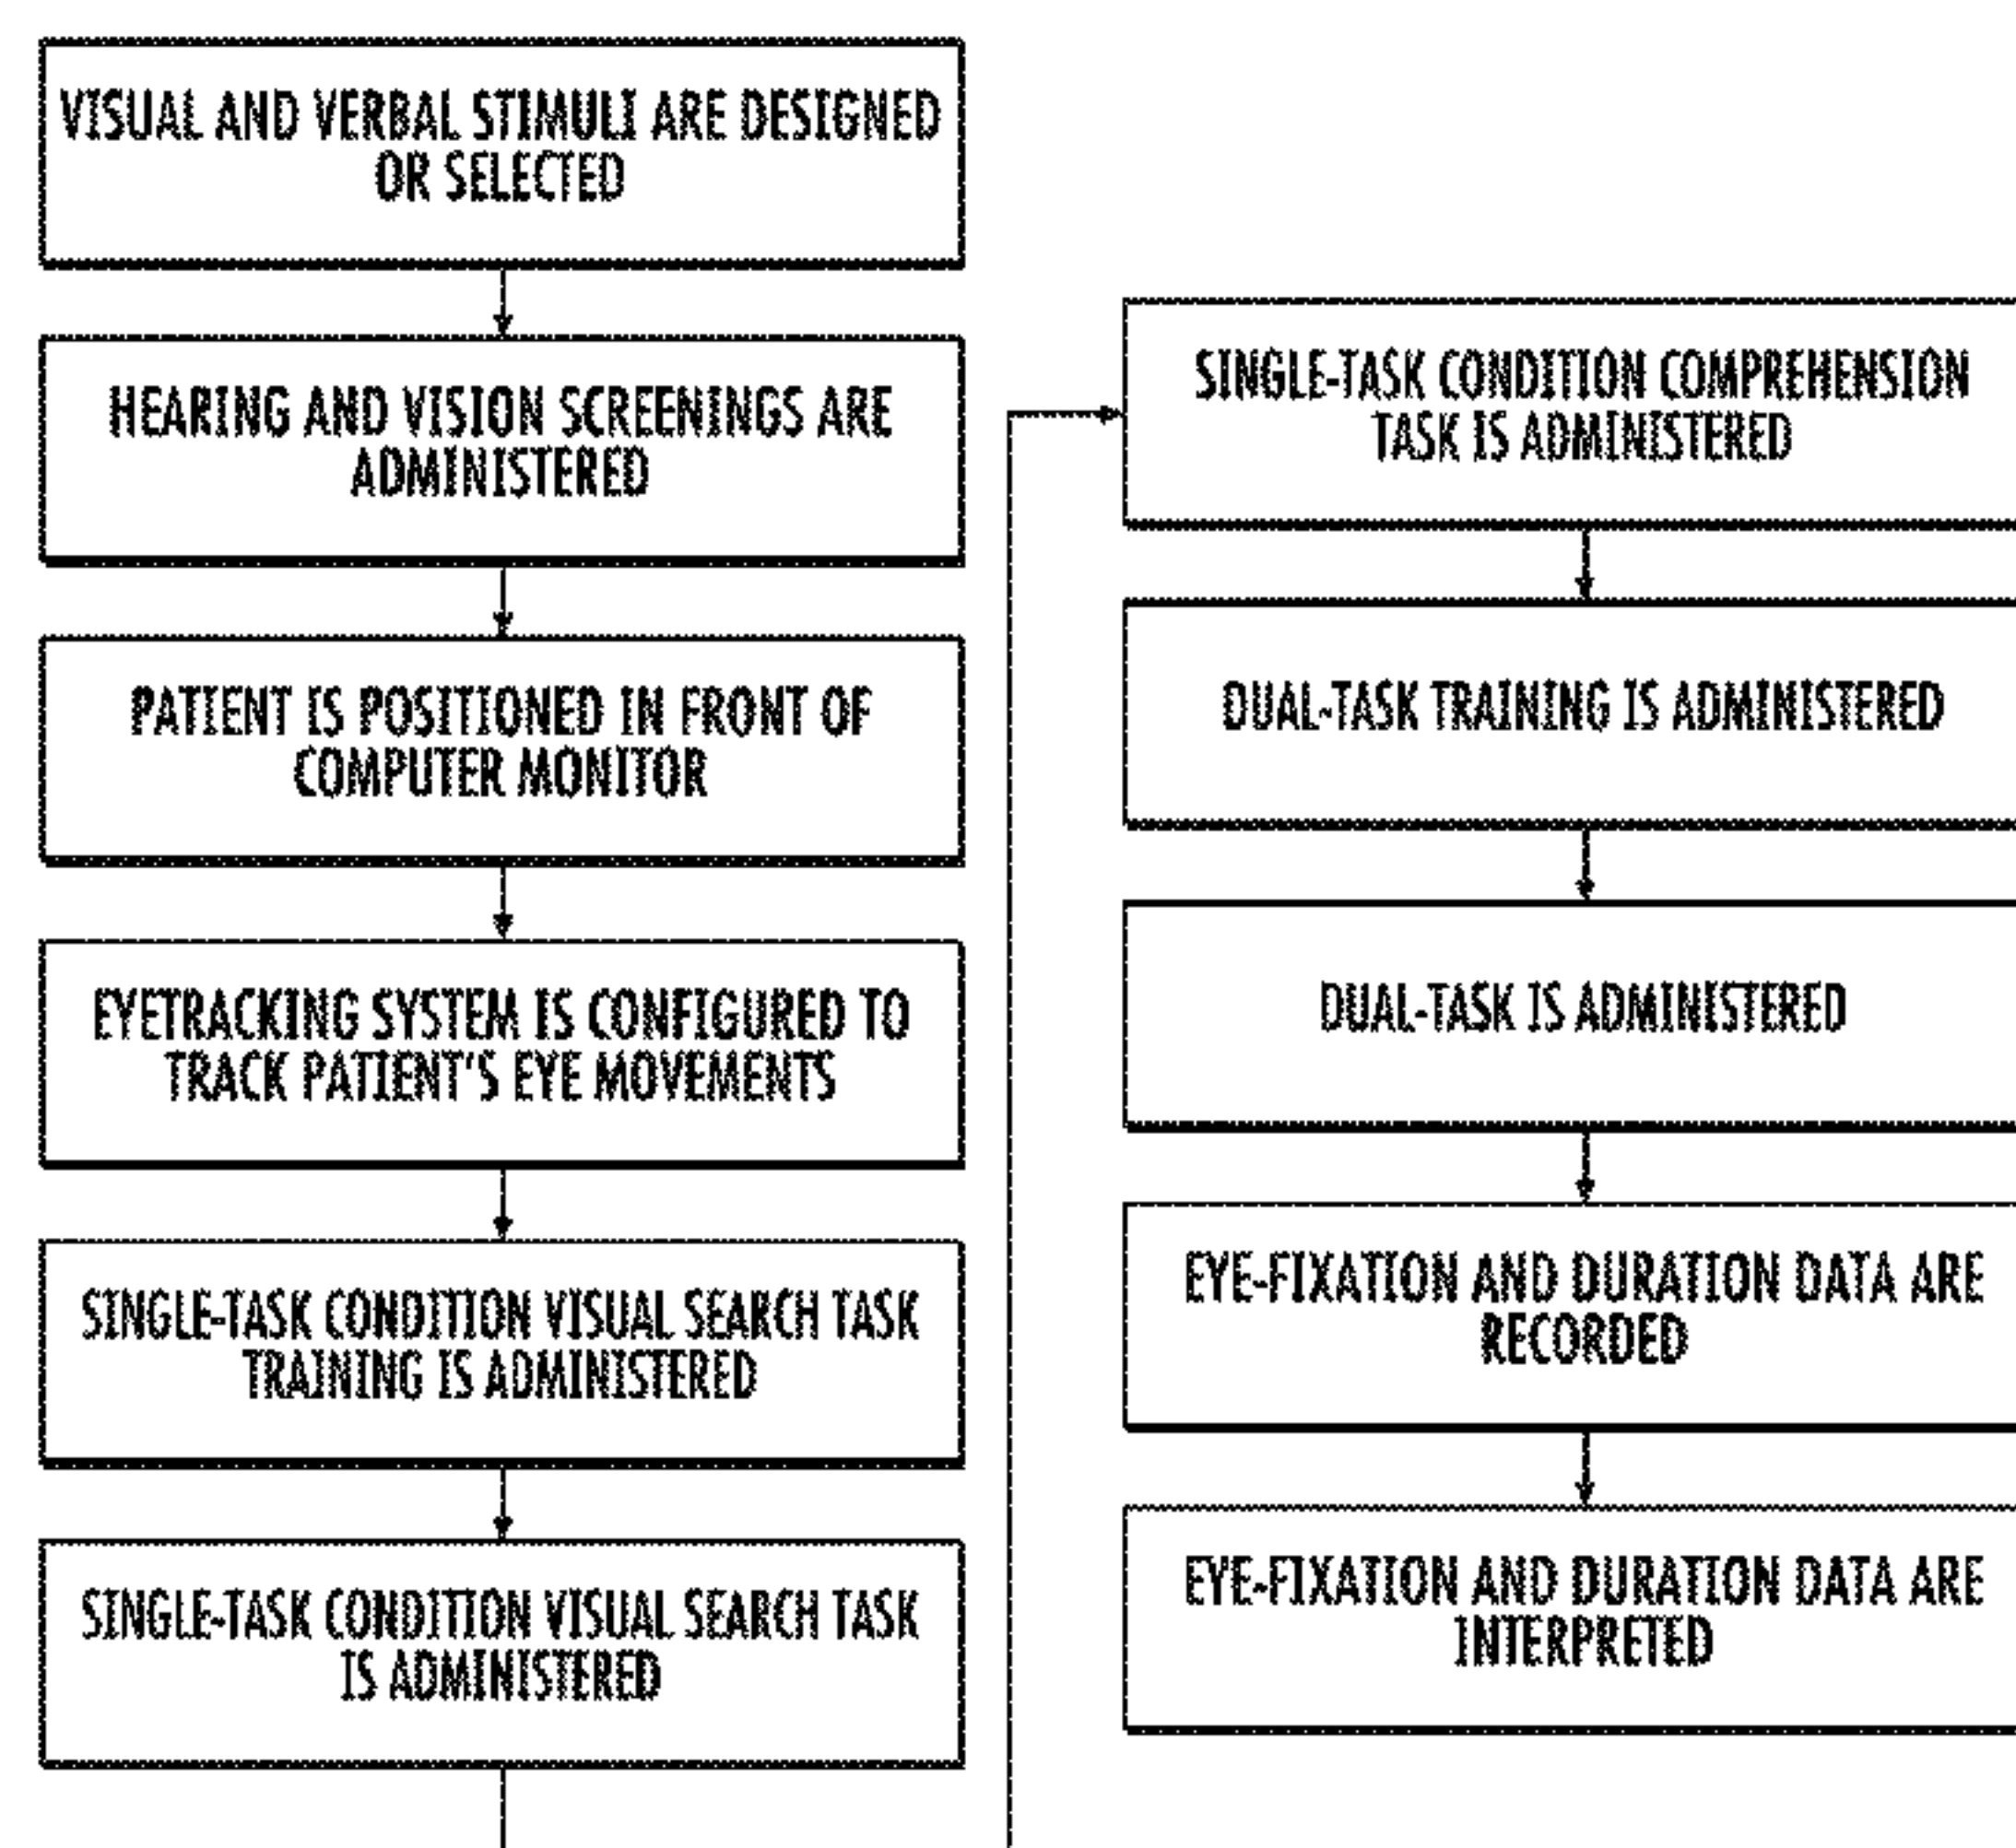 VISUAL AND VERBAL STIMULI ARE DESIGNED
OR SELECTED
HEARING AND VISION SCREENINGS ARE
ADMINISTERED
PATIENT IS POSITIONED IN FRONT OF
COMPUTER MONITOR
EYETRACKING SYSTEM IS CONFIGURED TO
TRACK PATIENT'S EYE MOVEMENTS
SINGLE-TASK CONDITION VISUAL SEARCH TASK
TRAINING IS ADMINISTERED
SINGLE-TASK CONDITION VISUAL SEARCH TASK
IS ADMINISTERED
SINGLE-TASK CONDITION COMPREHENSION
TASK IS ADMINISTERED
DUAL-TASK TRAINING IS ADMINISTERED
DUAL-TASK IS ADMINISTERED
EYE-FIXATION AND DURATION DATA ARE
RECORDED
EYE-FIXATION AND DURATION DATA ARE
INTERPRETED